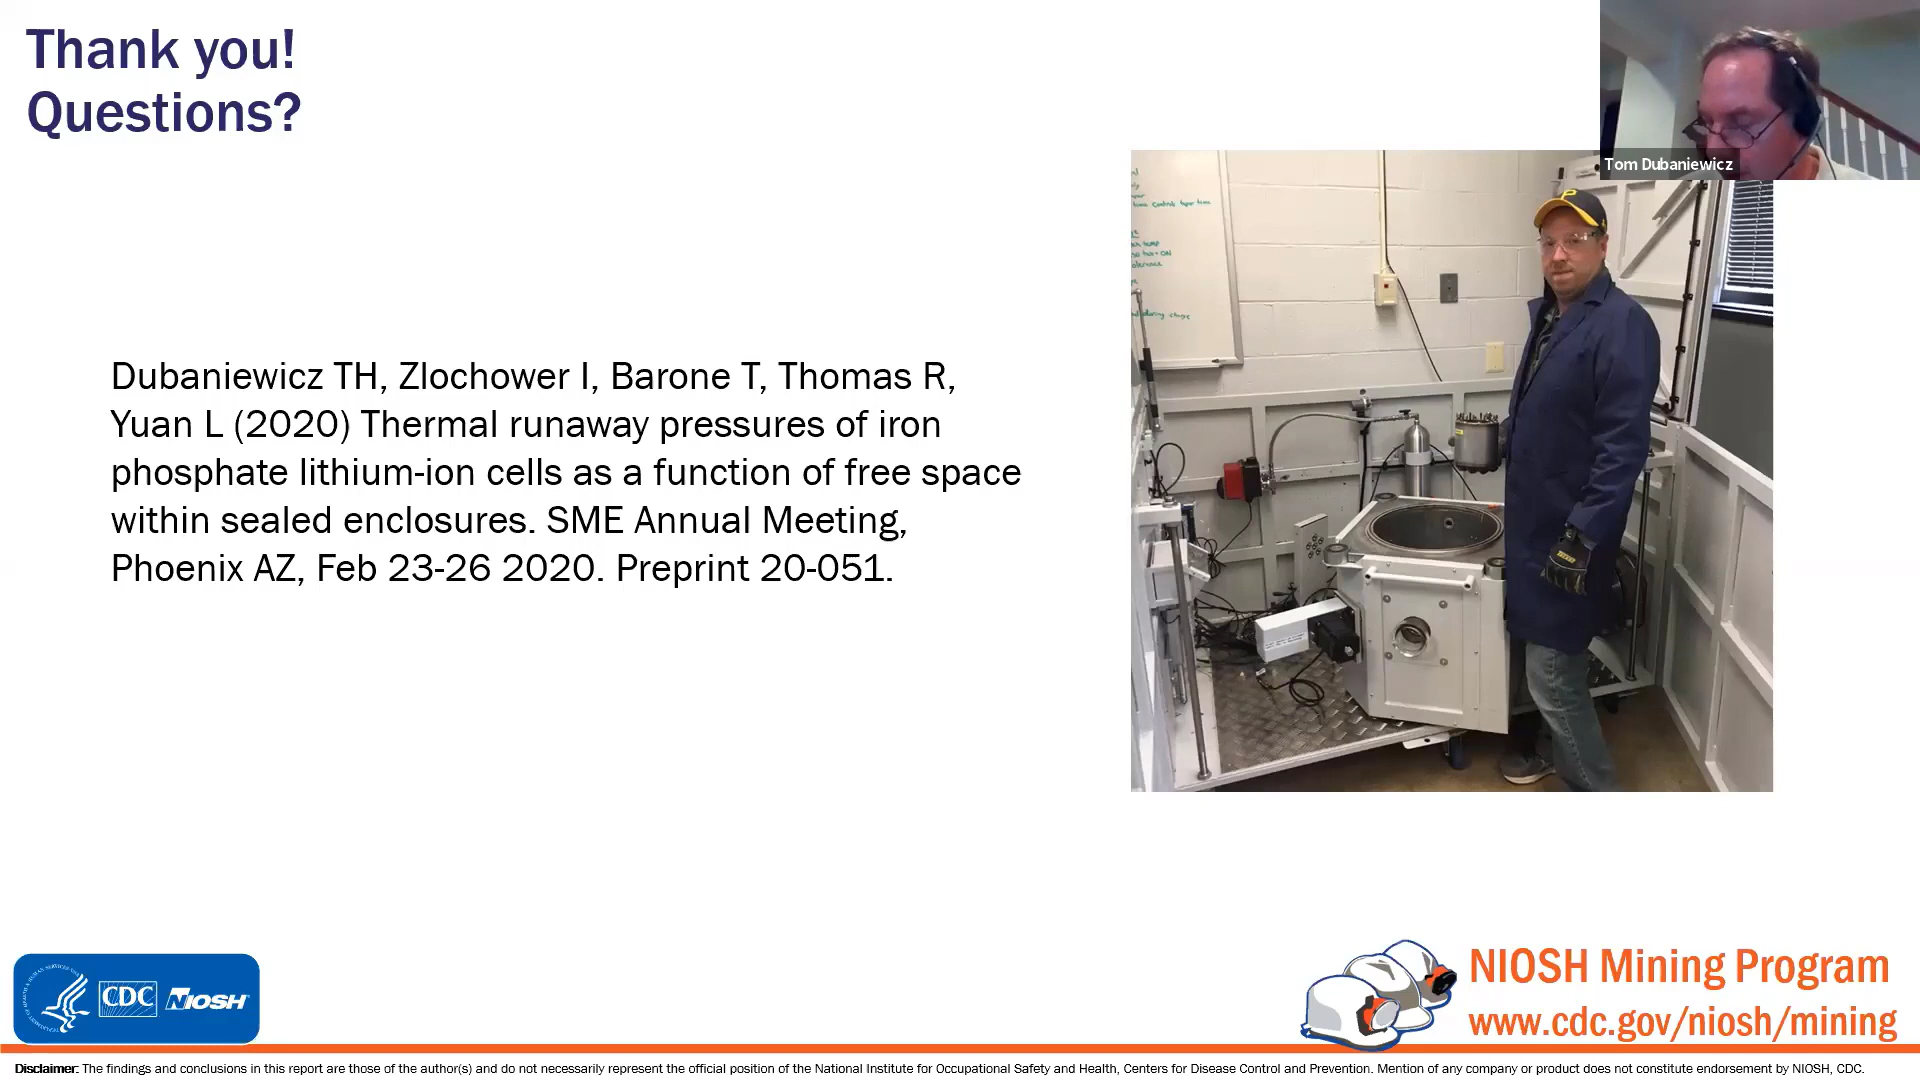 Thank you!
Questions?
Tom Dubaniewicz
Dubaniewicz TH, Zlochower I, Barone T, Thomas R,
Yuan L (2020) Thermal runaway pressures of iron
phosphate lithium-ion cells as a function of free space
within sealed enclosures. SME Annual Meeting,
Phoenix AZ, Feb 23-26 2020. Preprint 20-051.
CDC NIOSH
NIOSH Mining Program
www.cdc.gov/niosh/mining
Disclaimer: The findings and conclusions in this report are those of the author(s) and do not necessarily represent the official position of the National Institute for Occupational Safety and Health, Centers for Disease Control and Prevention. Mention of any company or product does not constitute endorsement by NIOSH, CDC.